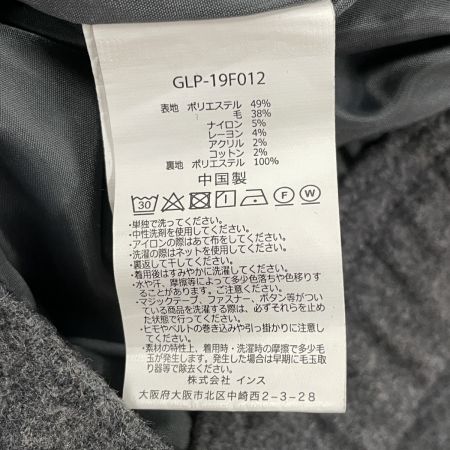 GLP-19F012
表地 ポリエステル 49%
毛 38%
ナイロン 5%
レーヨン 4%
アクリル 2%
コットン 2%
裏地 ポリエステル 100%
中国製
30 F W
・単独で洗ってください。
・中性洗剤を使用してください。
・アイロンの際はあて布をしてください。
・洗濯の際はネットを使用してください。
・裏返して干してください。
・着用後はすみやかに洗濯してください。
・水や汗、摩擦等によって多少色落ちや色移りす
ることがあります。ご注意ください。
・マジックテープ、ファスナー、ボタン等がつい
ている商品を洗濯する際は、必ずそれらを止め
た状態で行ってください。
・ヒモやベルトの巻き込みや引っ掛かりに注意し
てください。
・素材の特性上、着用時・洗濯時の摩擦で多少毛
玉が発生します。発生した場合は早期に毛玉取
り器等で除去ください。
株式会社 インス
大阪府大阪市北区中崎西2-3-28